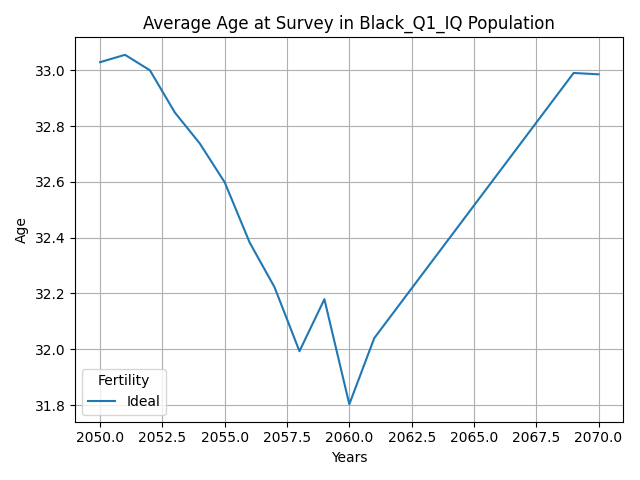 Average Age at Survey in Black_Q1_IQ Population
Age
33.0
32.8
32.6
32.4
32.2
32.0
31.8
Fertility
Ideal
2050.0 2052.5 2055.0 2057.5 2060.0 2062.5 2065.0 2067.5 2070.0
Years